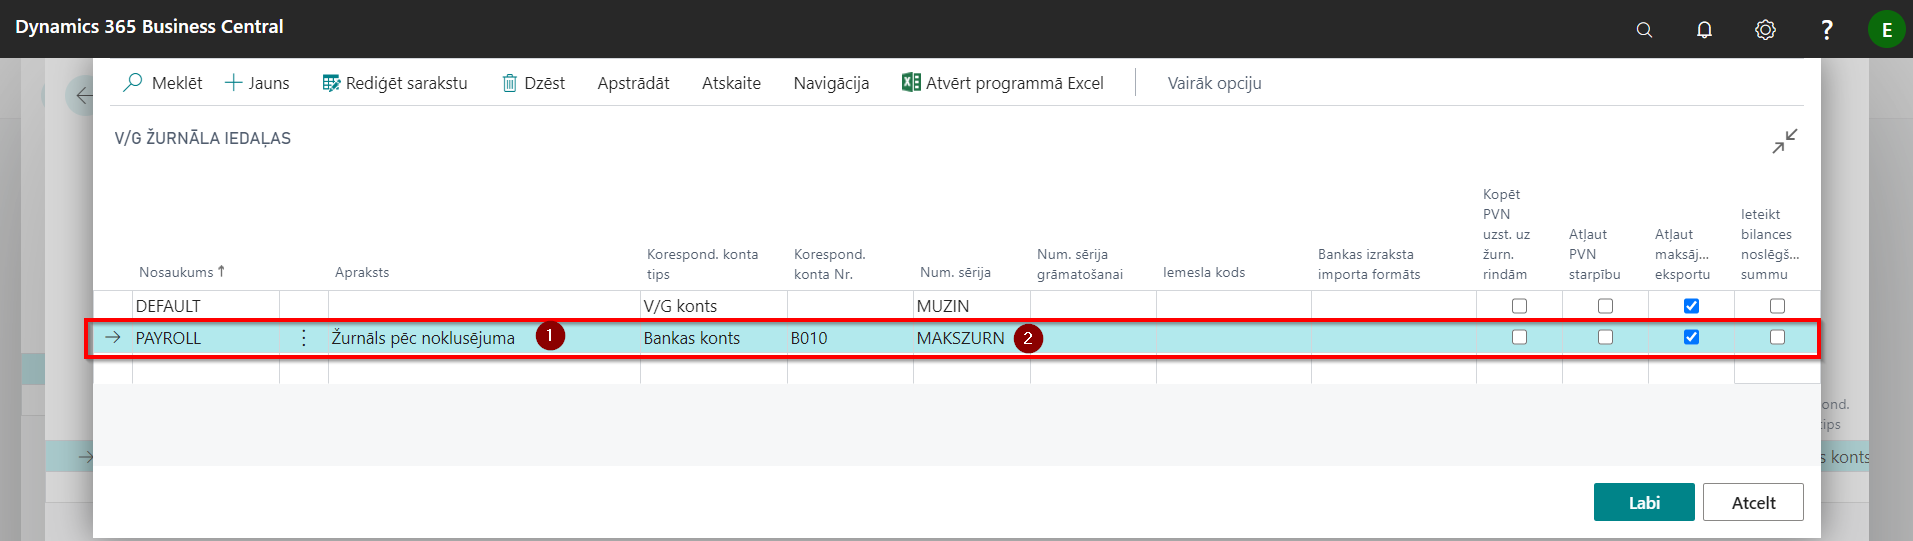 Dynamics 365 Business Central
E
Meklēt
Jauns
Rediģēt sarakstu
Dzēst
Apstrādāt
Atskaite
Navigācija
Atvērt programmā Excel
Vairāk opciju
V/G ŽURNĀLA IEDAĻAS
Nosaukums ↑
Apraksts
Korespond. konta
tips
Korespond.
konta Nr.
Num. sērija
Num. sērija
grāmatošanai
Iemesla kods
Bankas izraksta
importa formāts
Kopēt
PVN
uzst. uz
žurn.
rindām
Atļaut
PVN
starpību
Atļaut
maksāj...
eksportu
Ieteikt
bilances
noslēgš...
summu
DEFAULT
V/G konts
MUZIN
PAYROLL
Žurnāls pēc noklusējuma
1
Bankas konts
B010
MAKSZURN
2
ond.
tips
s konts
Labi
Atcelt